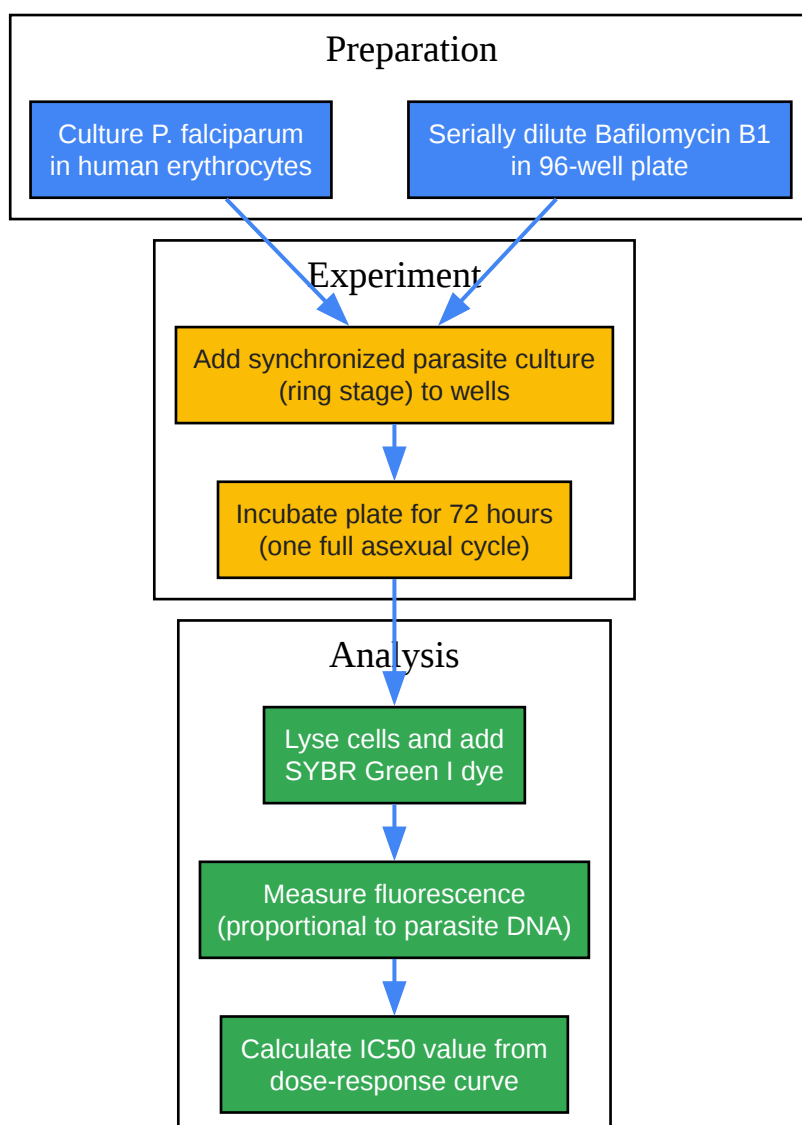 Preparation
Culture P. falciparum
in human erythrocytes
Serially dilute Bafilomycin B1
in 96-well plate
Experiment
Add synchronized parasite culture
(ring stage) to wells
Incubate plate for 72 hours
(one full asexual cycle)
Analysis
Lyse cells and add
SYBR Green I dye
Measure fluorescence
(proportional to parasite DNA)
Calculate IC50 value from
dose-response curve